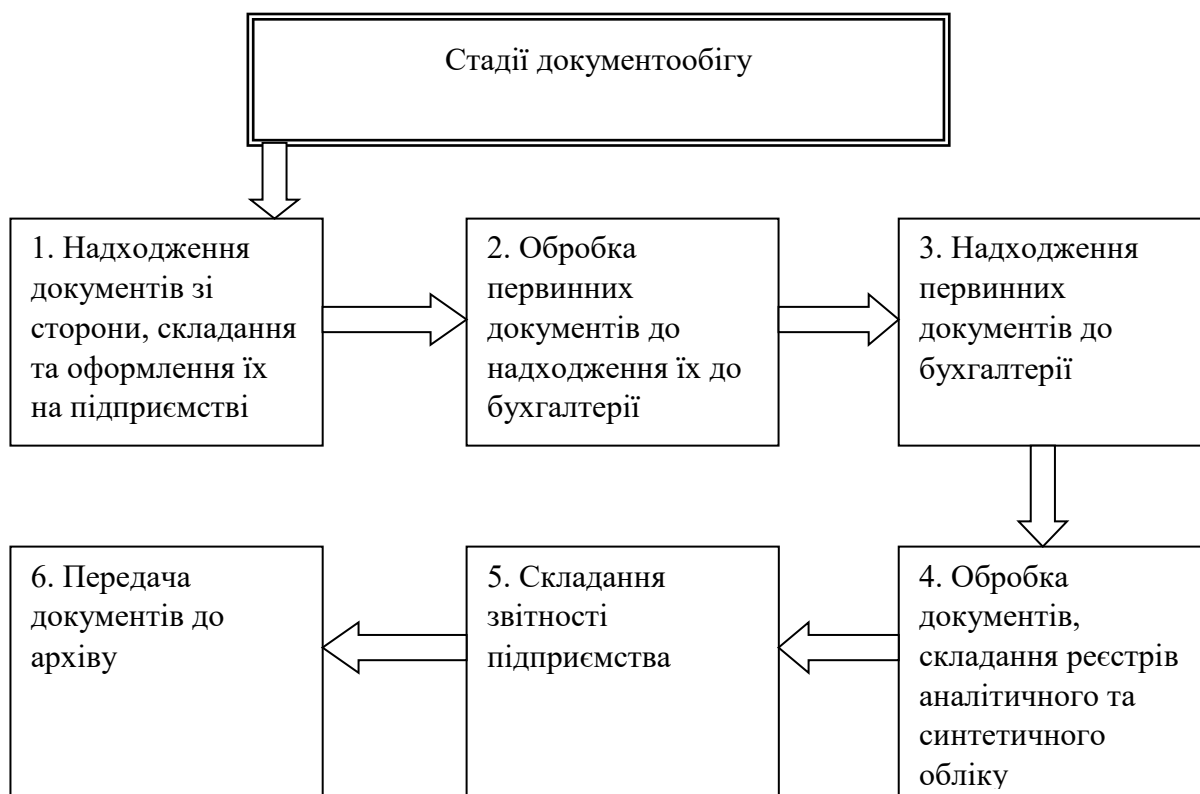 Стадії документообігу
1. Надходження
документів зі
сторони, складання
та оформлення їх
на підприємстві
2. Обробка
первинних
документів до
надходження їх до
бухгалтерії
3. Надходження
первинних
документів до
бухгалтерії
4. Обробка
документів,
складання реєстрів
аналітичного та
синтетичного
обліку
5. Складання
звітності
підприємства
6. Передача
документів до
архіву